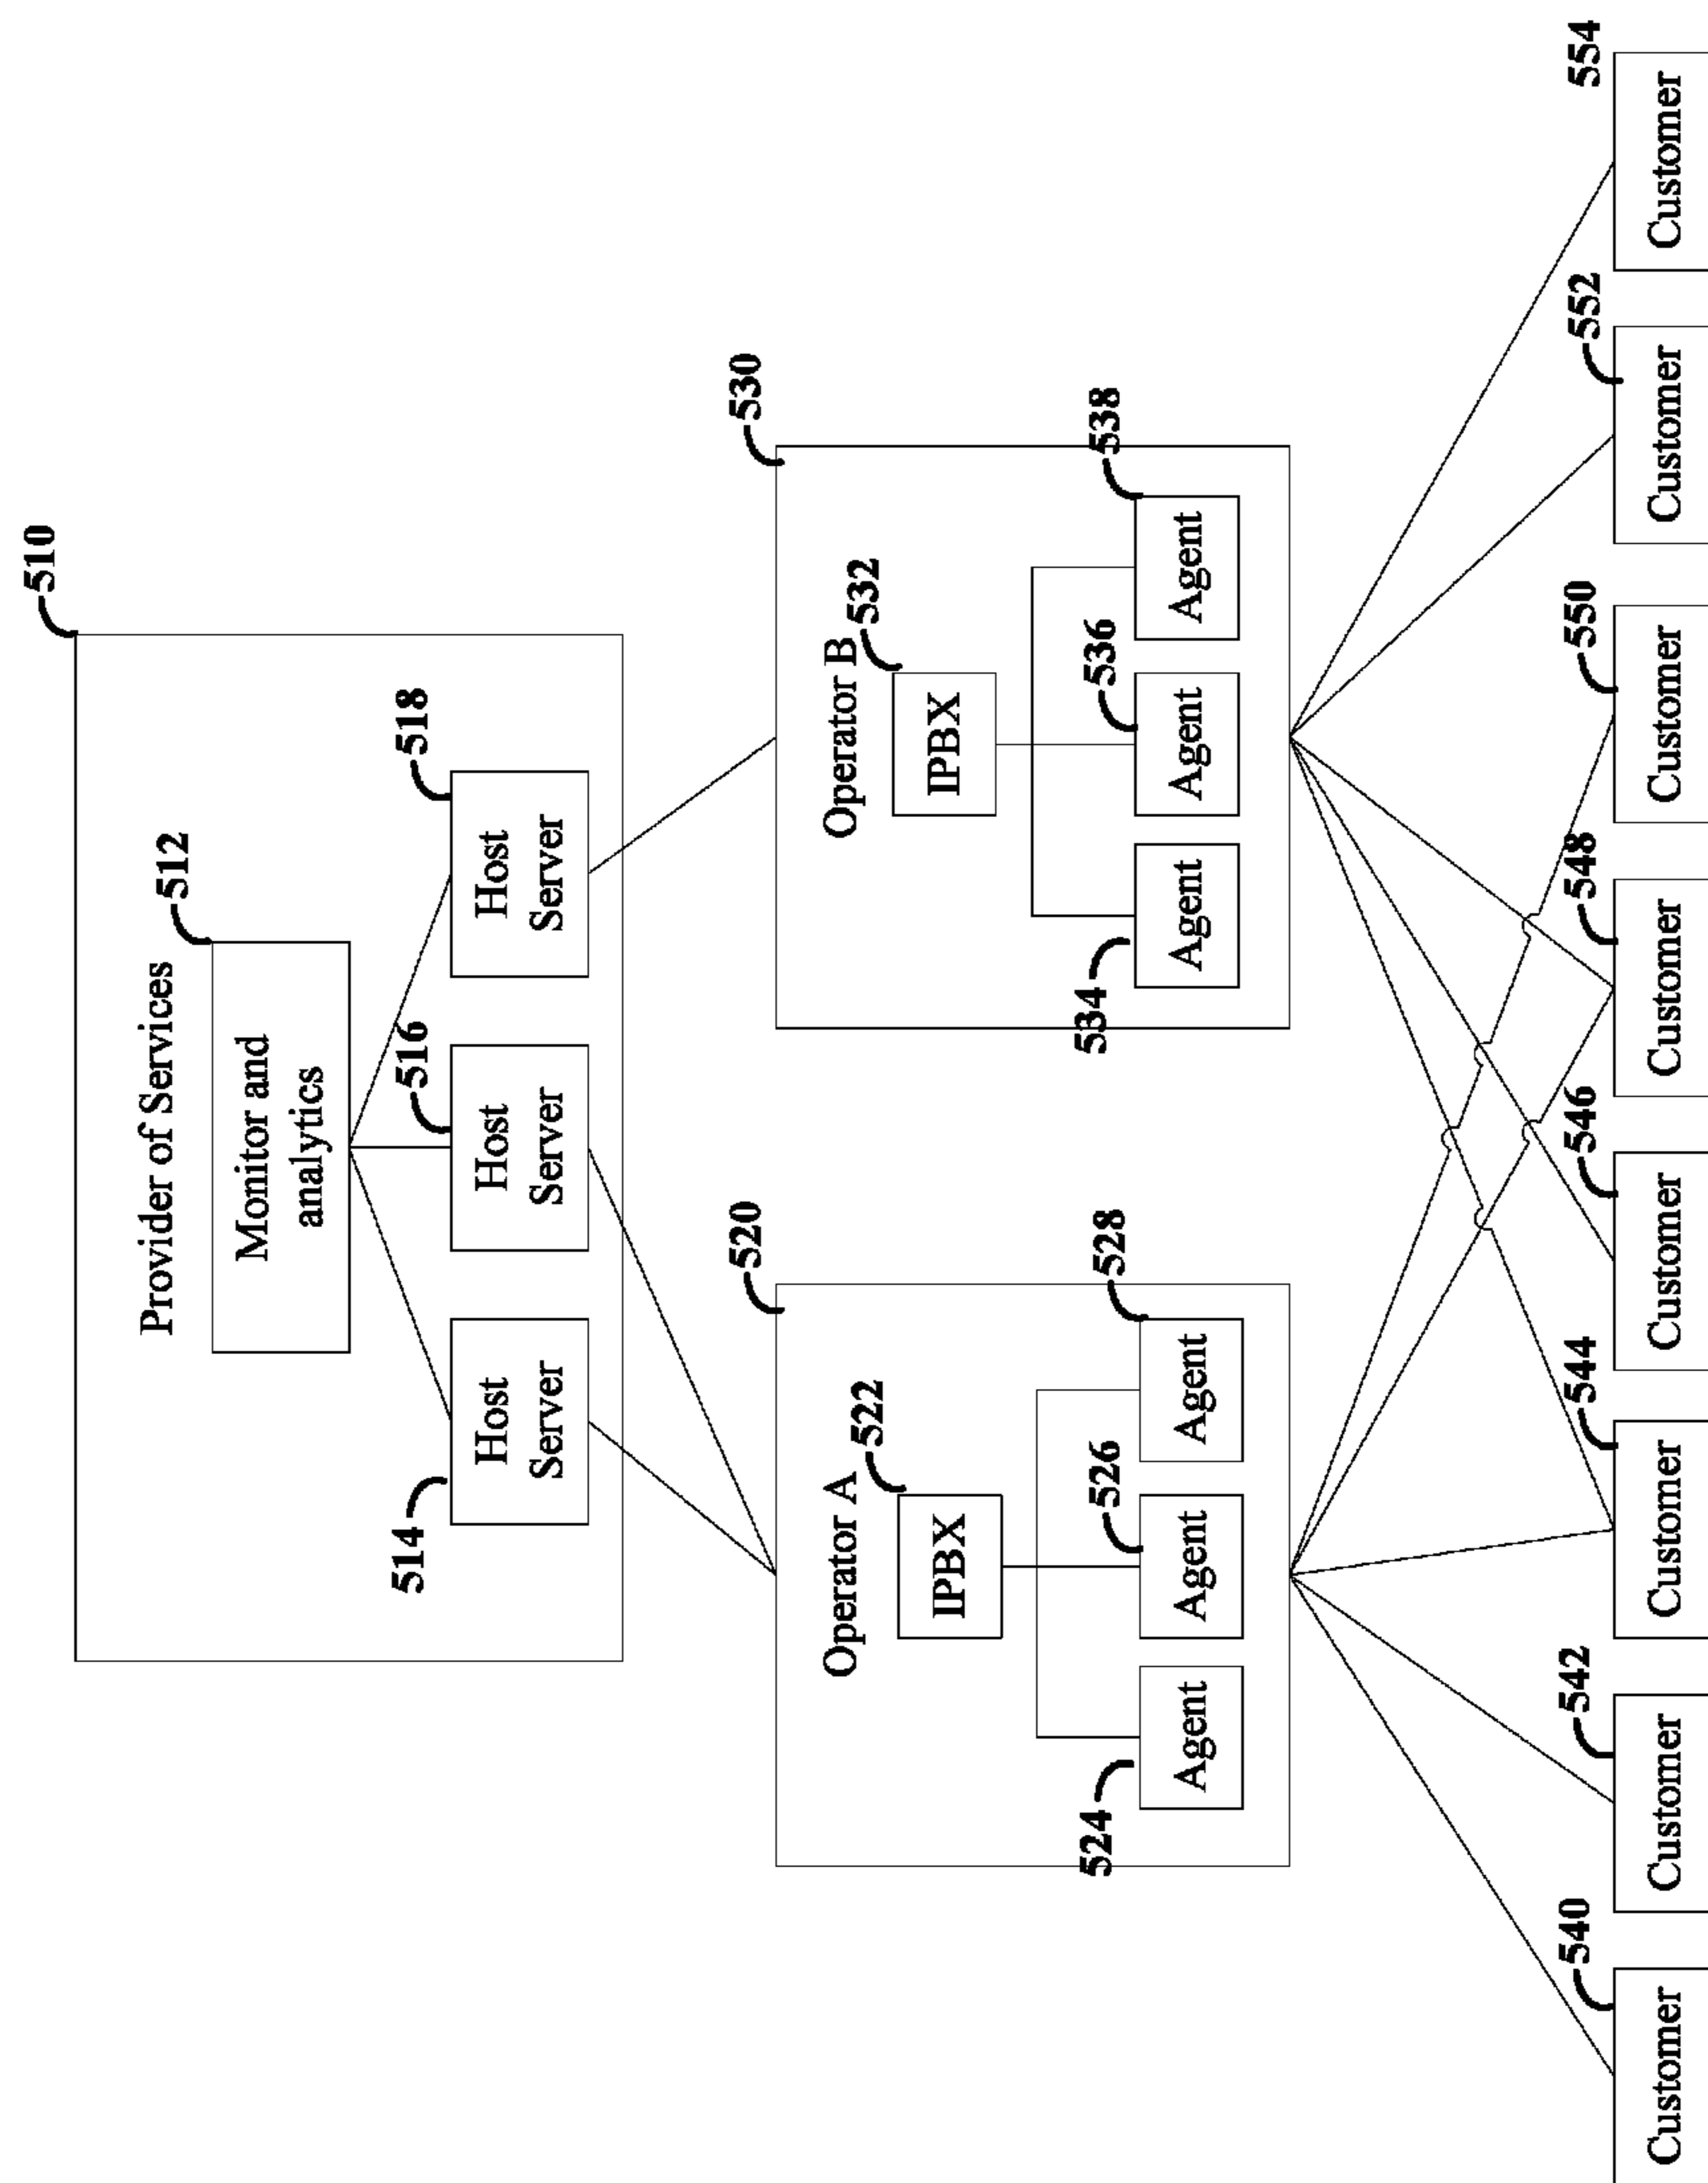 510
Provider of Services
512
Monitor and
analytics
514
Host
Server
516
Host
Server
518
Host
Server
520
Operator A
522
IPBX
524
Agent
526
Agent
528
Agent
530
Operator B
532
IPBX
534
Agent
536
Agent
538
Agent
540
Customer
542
Customer
544
Customer
546
Customer
548
Customer
550
Customer
552
Customer
554
Customer